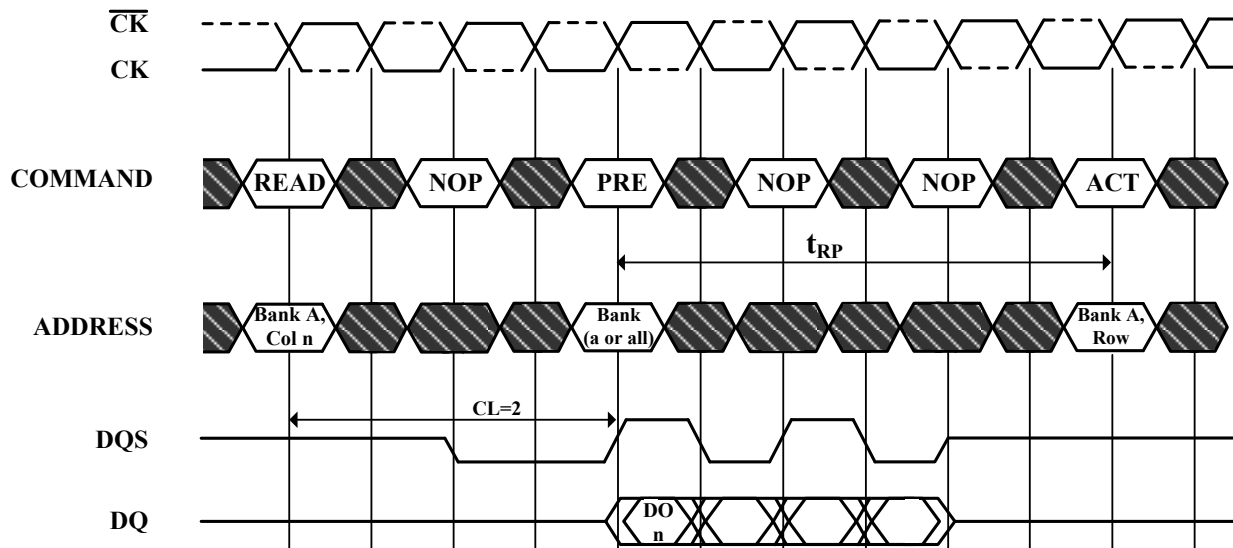 CK
CK
COMMAND READ NOP PRE NOP NOP ACT
tRP
ADDRESS Bank A, Col n Bank (a or all) Bank A, Row
CL=2
DQS
DQ DO n